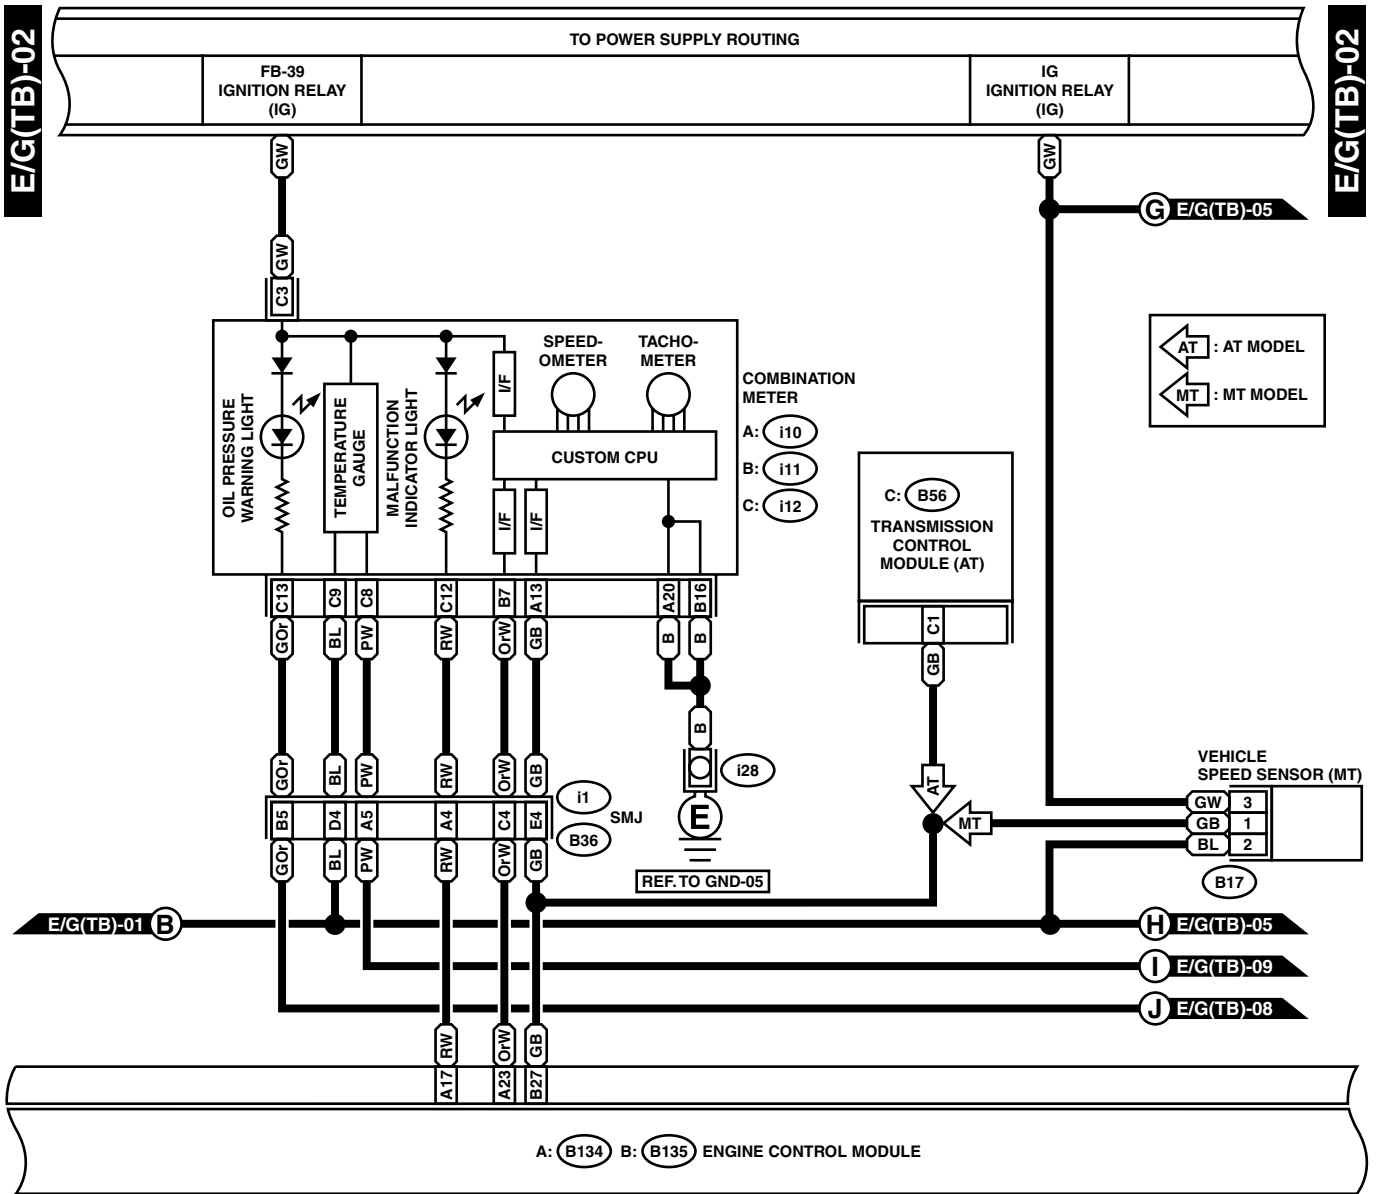 E/G(TB)-02
E/G(TB)-02
TO POWER SUPPLY ROUTING
FB-39
IGNITION RELAY
(IG)
IG
IGNITION RELAY
(IG)
GW
GW
G E/G(TB)-05
GW
C3
AT : AT MODEL
MT : MT MODEL
OIL PRESSURE
WARNING LIGHT
TEMPERATURE
GAUGE
MALFUNCTION
INDICATOR LIGHT
I/F
SPEED-
OMETER
TACHO-
METER
CUSTOM CPU
I/F
I/F
COMBINATION
METER
A: i10
B: i11
C: i12
C: B56
TRANSMISSION
CONTROL
MODULE (AT)
C1
GB
C13 C9 C8 C12 B7 A13 A20 B16
GOr BL PW RW OrW GB B B
B
i28
E
REF. TO GND-05
AT
MT
VEHICLE
SPEED SENSOR (MT)
GW 3
GB 1
BL 2
B17
GOr BL PW RW OrW GB
i1
SMJ
B36
B5 D4 A5 A4 C4 E4
GOr BL PW RW OrW GB
E/G(TB)-01 B
H E/G(TB)-05
I E/G(TB)-09
J E/G(TB)-08
RW OrW GB
A17 A23 B27
A: B134 B: B135 ENGINE CONTROL MODULE